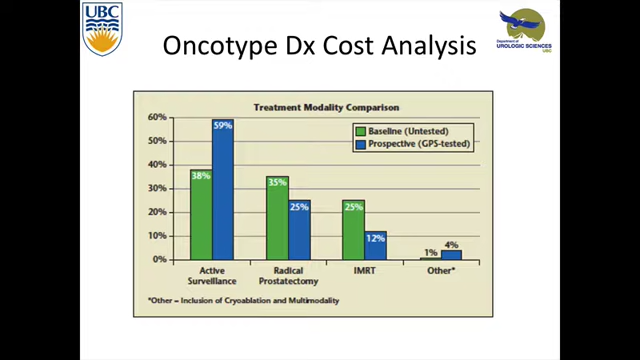 UBC
Oncotype Dx Cost Analysis
Department of
UROLOGIC SCIENCES
UBC
Treatment Modality Comparison
60%
50%
40%
30%
20%
10%
0%
Baseline (Untested)
Prospective (GPS-tested)
38%
59%
35%
25%
25%
12%
1%
4%
Active
Surveillance
Radical
Prostatectomy
IMRT
Other*
*Other = Inclusion of Cryoablation and Multimodality